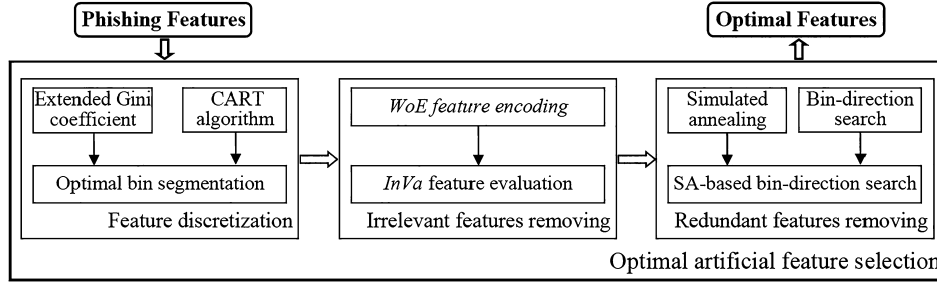 Phishing Features
Optimal Features
Extended Gini
coefficient
CART
algorithm
Optimal bin segmentation
Feature discretization
WoE feature encoding
InVa feature evaluation
Irrelevant features removing
Simulated
annealing
Bin-direction
search
SA-based bin-direction search
Redundant features removing
Optimal artificial feature selection